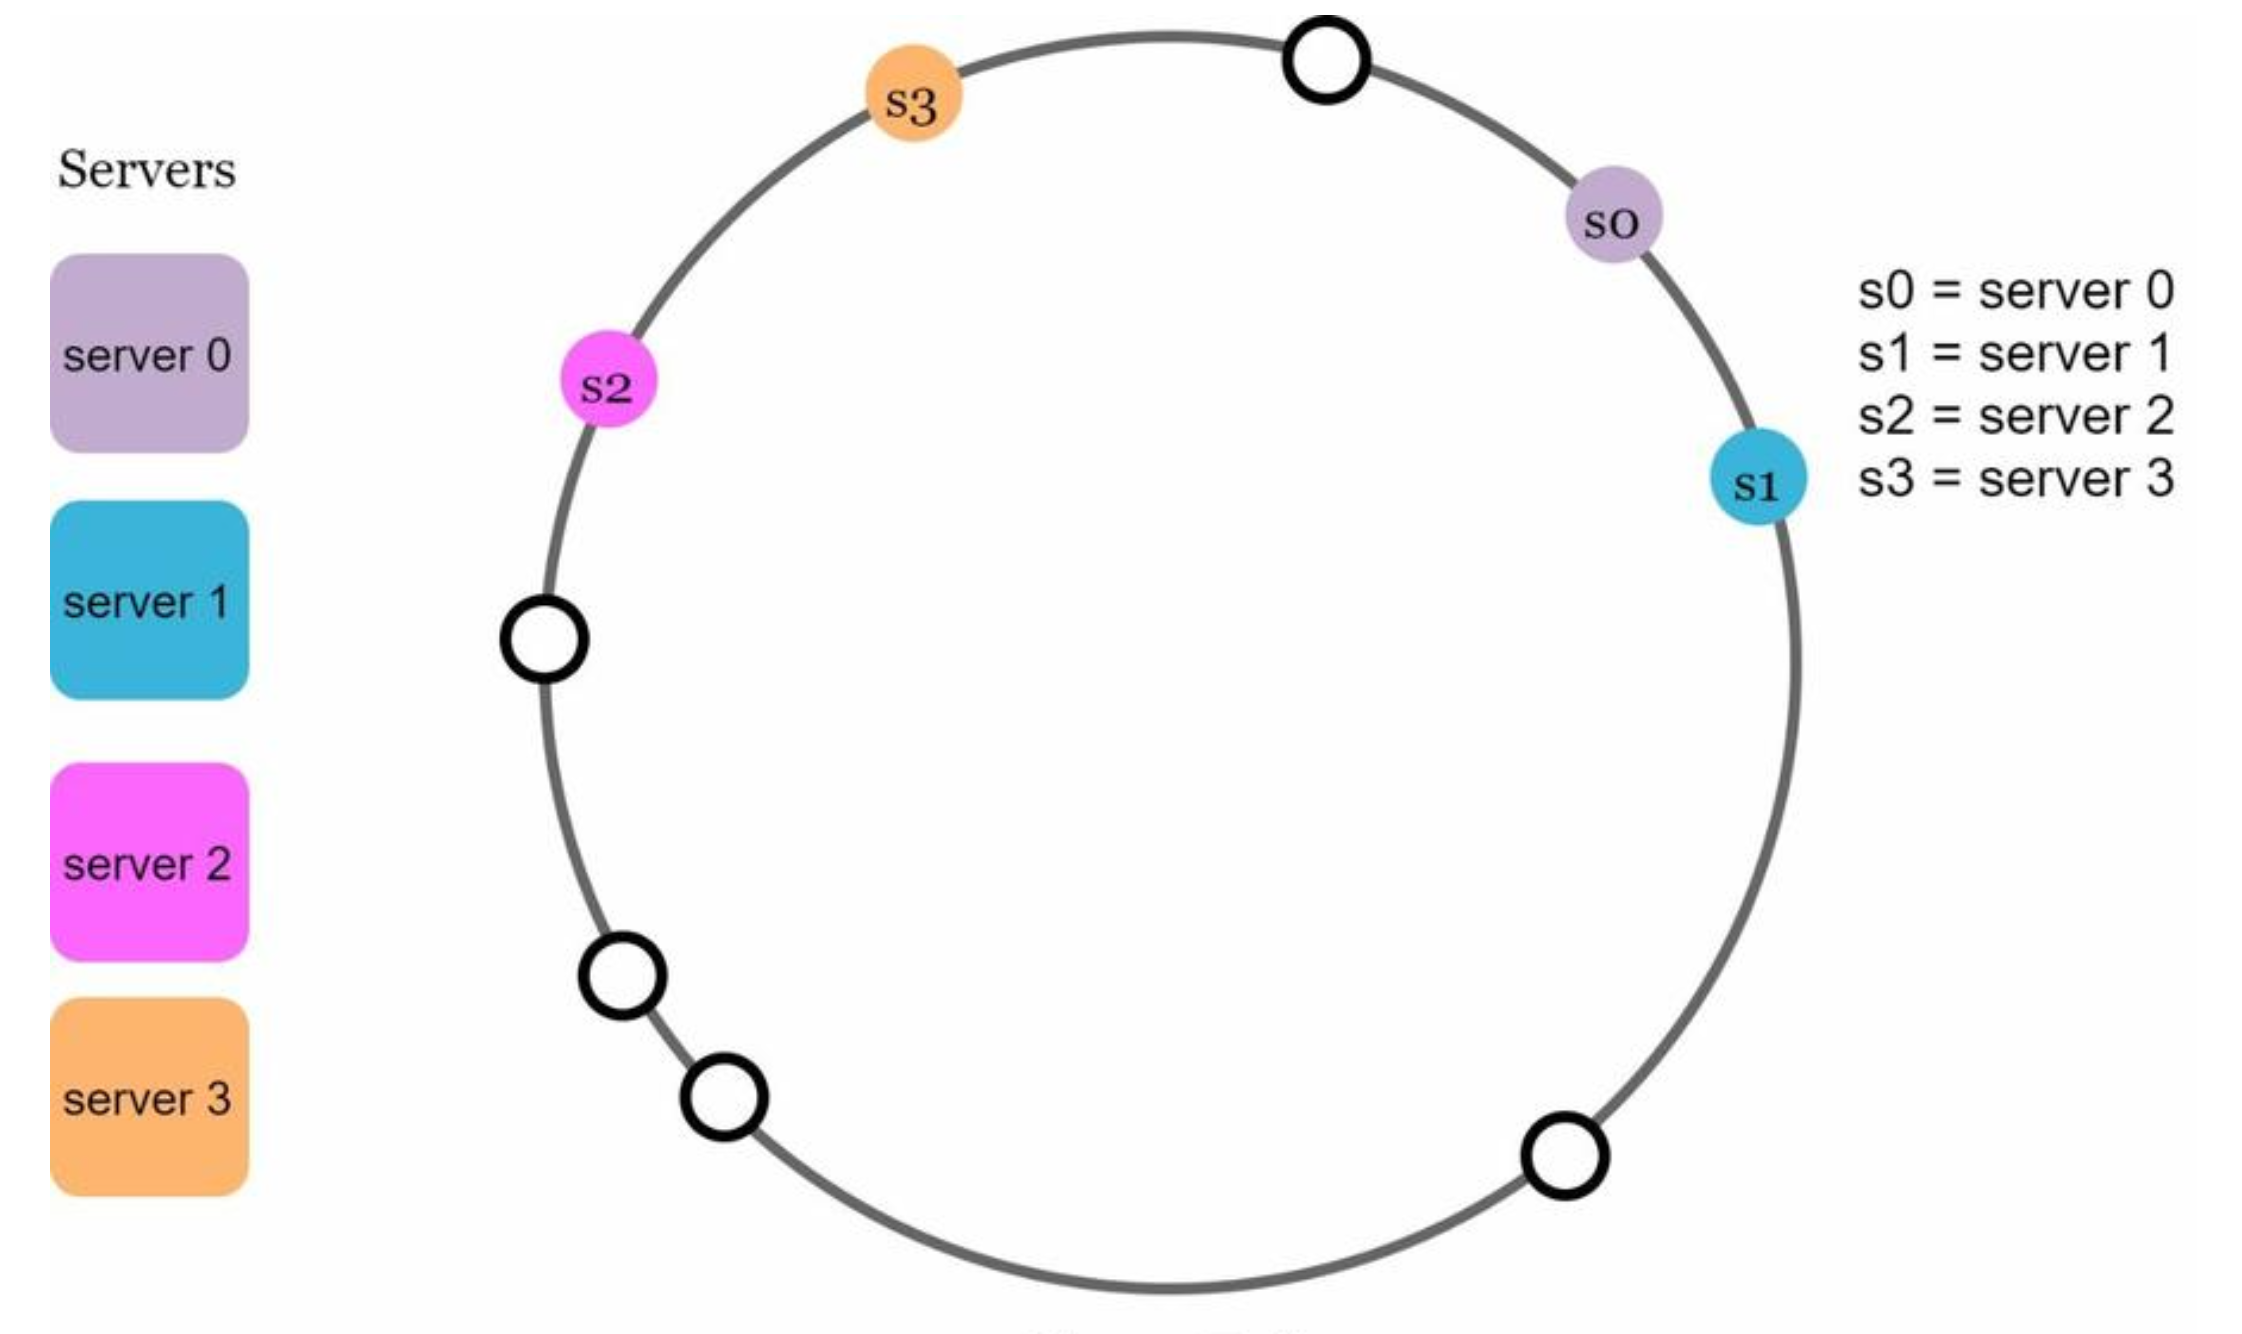 Servers
server 0
server 1
server 2
server 3
s3
s0
s2
s1
s0 = server 0
s1 = server 1
s2 = server 2
s3 = server 3